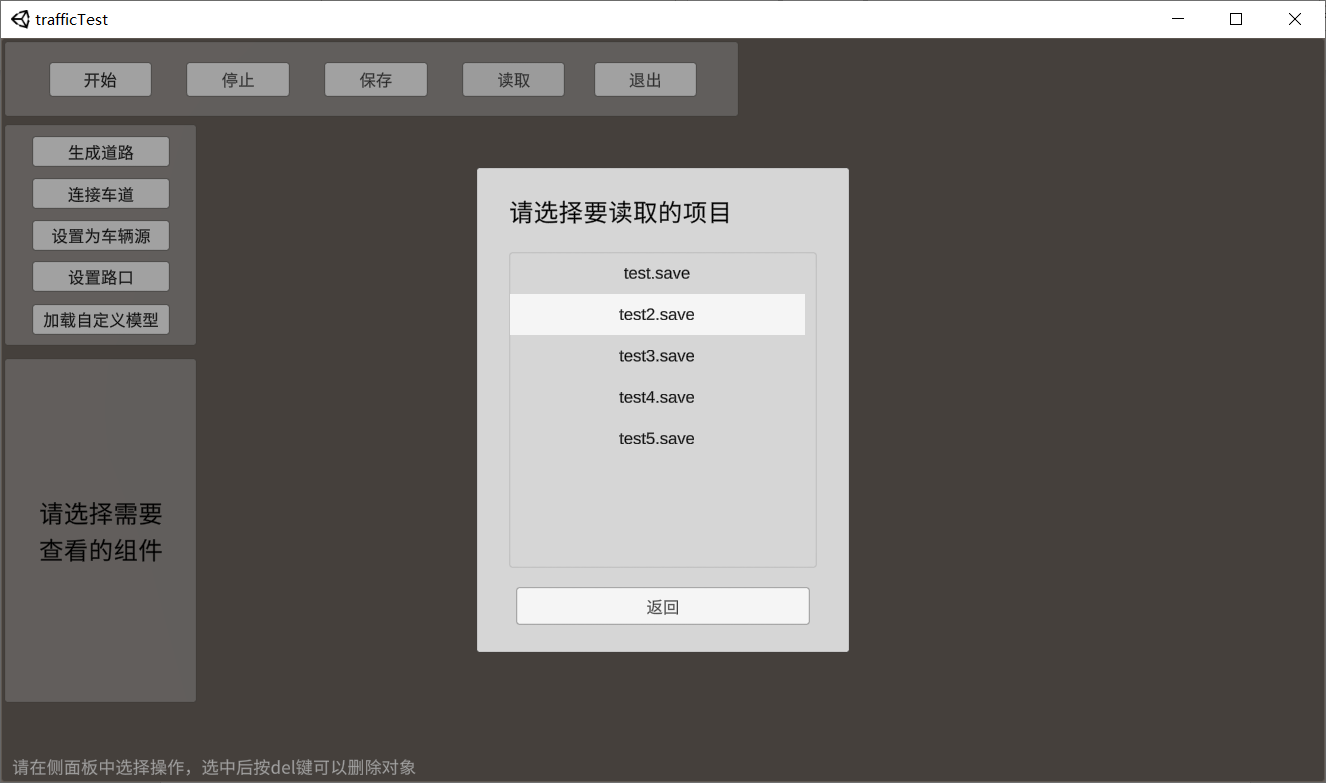 trafficTest
开始 停止 保存 读取 退出
生成道路
连接车道
设置为车辆源
设置路口
加载自定义模型
请选择需要
查看的组件
请选择要读取的项目
test.save
test2.save
test3.save
test4.save
test5.save
返回
请在侧面板中选择操作，选中后按del键可以删除对象